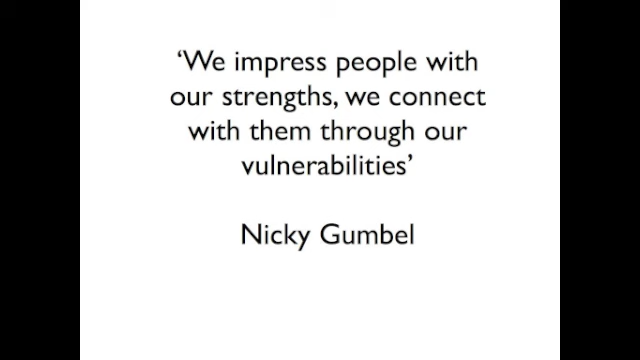 ‘We impress people with
our strengths, we connect
with them through our
vulnerabilities’
Nicky Gumbel